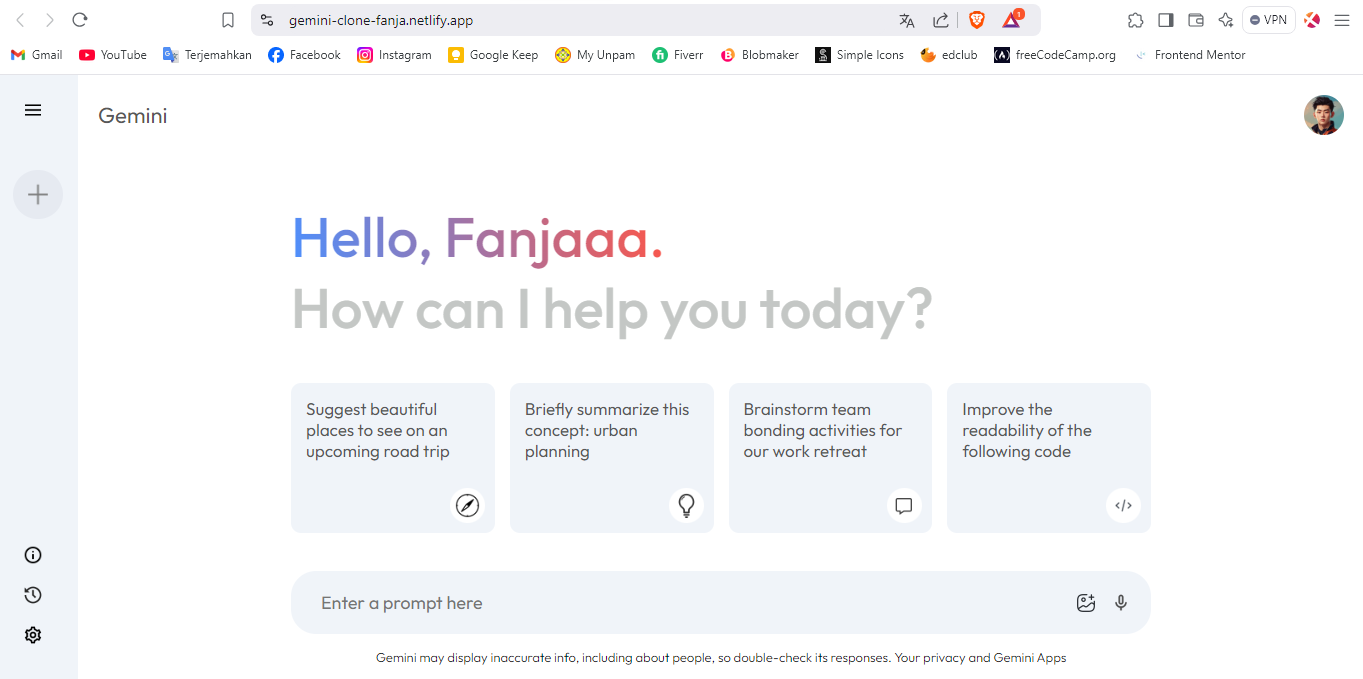 gemini-clone-fanja.netlify.app
1
VPN
Gmail YouTube Terjemahkan Facebook Instagram Google Keep My Unpam Fiverr Blobmaker Simple Icons edclub freeCodeCamp.org Frontend Mentor
Gemini
Hello, Fanjaaa.
How can I help you today?
Suggest beautiful
places to see on an
upcoming road trip
Briefly summarize this
concept: urban
planning
Brainstorm team
bonding activities for
our work retreat
Improve the
readability of the
following code
Enter a prompt here
Gemini may display inaccurate info, including about people, so double-check its responses. Your privacy and Gemini Apps